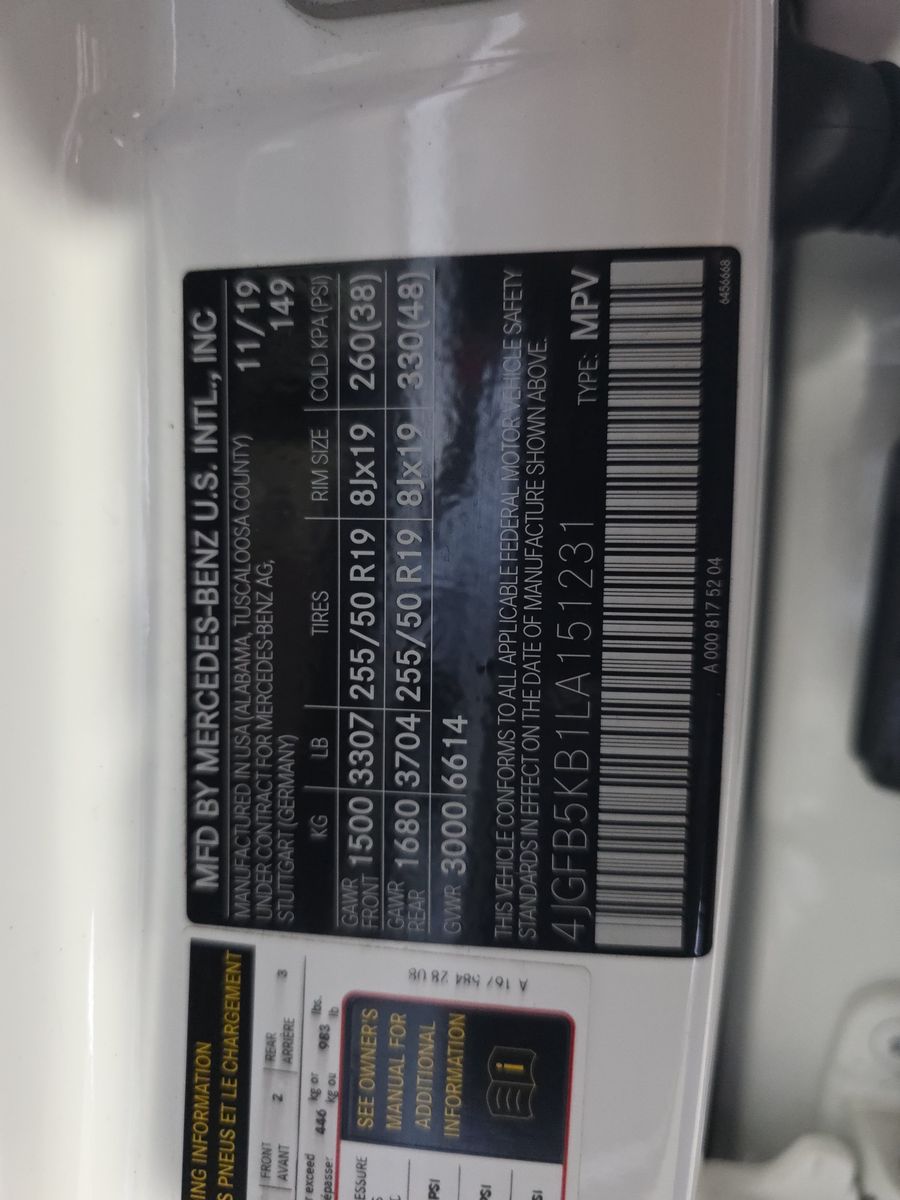 MFD BY MERCEDES-BENZ U.S. INTL., INC
MANUFACTURED IN USA (ALABAMA, TUSCALOOSA COUNTY) 11/19
UNDER CONTRACT FOR MERCEDES-BENZ AG, 149
STUTTGART (GERMANY)
KG LB TIRES RIM SIZE COLD KPA (PSI)
GAWR FRONT 1500 3307 255/50 R19 8Jx19 260(38)
GAWR REAR 1680 3704 255/50 R19 8Jx19 330(48)
GVWR 3000 6614
THIS VEHICLE CONFORMS TO ALL APPLICABLE FEDERAL MOTOR VEHICLE SAFETY
STANDARDS IN EFFECT ON THE DATE OF MANUFACTURE SHOWN ABOVE.
4JGFB5KB1LA151231 TYPE: MPV
A 000 817 52 04
6456668
ING INFORMATION
S PNEUS ET LE CHARGEMENT
FRONT 2 REAR 3
AVANT ARRIÈRE
exceed 446 kg or lbs.
kg ou 983 lb
A 167 584 28 08
ESSURE
SEE OWNER'S
MANUAL FOR
ADDITIONAL
INFORMATION
PSI
PSI
SI